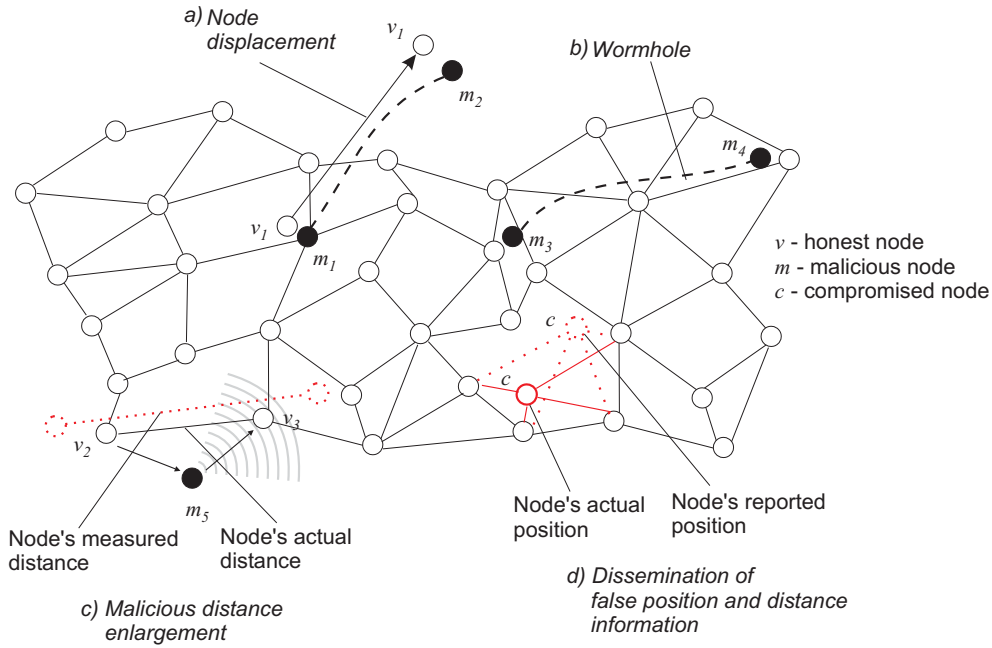 a) Node
displacement
v1
m2
b) Wormhole
m4
v1
m1
m3
v - honest node
m - malicious node
c - compromised node
c
c
v2
v3
m5
Node's measured
distance
Node's actual
distance
Node's actual
position
Node's reported
position
c) Malicious distance
enlargement
d) Dissemination of
false position and distance
information